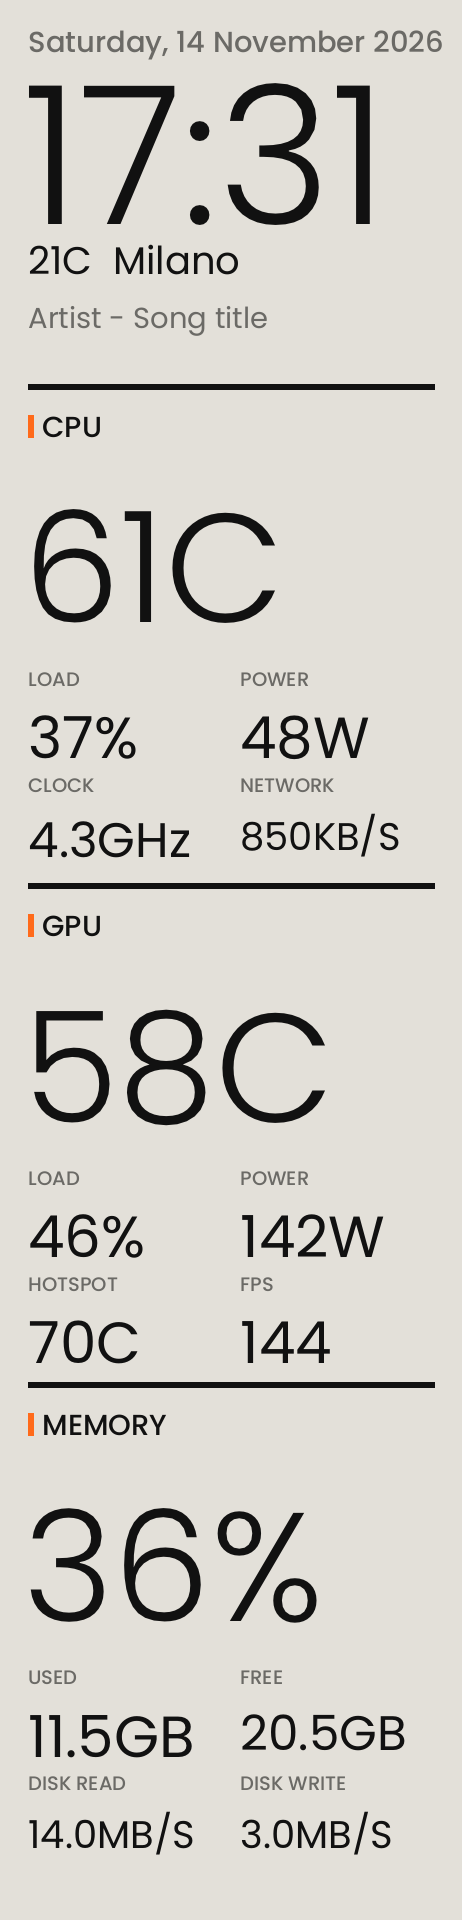 Saturday, 14 November 2026
17:31
21C Milano
Artist - Song title
CPU
61C
LOAD POWER
37% 48W
CLOCK NETWORK
4.3GHz 850KB/S
GPU
58C
LOAD POWER
46% 142W
HOTSPOT FPS
70C 144
MEMORY
36%
USED FREE
11.5GB 20.5GB
DISK READ DISK WRITE
14.0MB/S 3.0MB/S